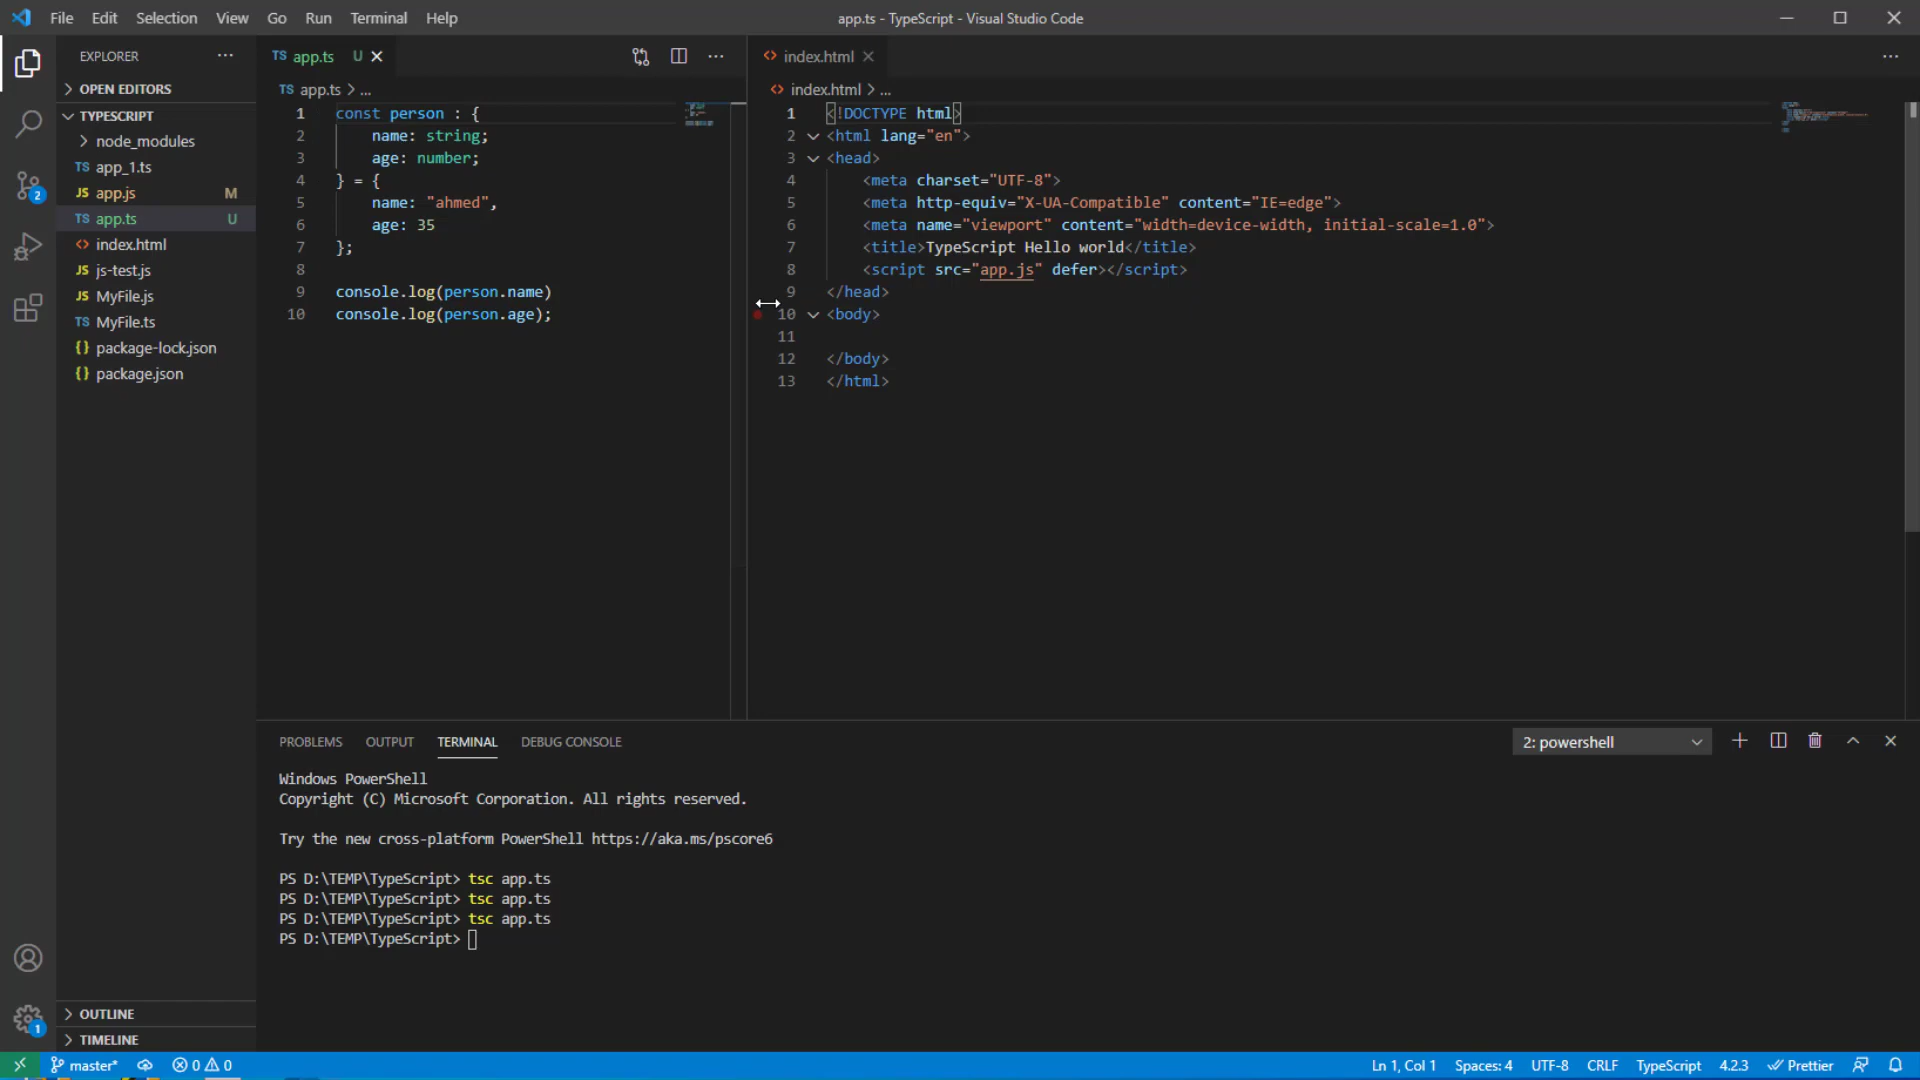 File Edit Selection View Go Run Terminal Help
app.ts - TypeScript - Visual Studio Code
EXPLORER
OPEN EDITORS
TYPESCRIPT
node_modules
TS app_1.ts
JS app.js M
TS app.ts U
<> index.html
JS js-test.js
JS MyFile.js
TS MyFile.ts
{} package-lock.json
{} package.json
OUTLINE
TIMELINE
2
1
TS app.ts U
TS app.ts > ...
1 const person : {
2     name: string;
3     age: number;
4 } = {
5     name: "ahmed",
6     age: 35
7 };
8
9 console.log(person.name)
10 console.log(person.age);
<> index.html
<> index.html > ...
1 <!DOCTYPE html>
2 <html lang="en">
3 <head>
4     <meta charset="UTF-8">
5     <meta http-equiv="X-UA-Compatible" content="IE=edge">
6     <meta name="viewport" content="width=device-width, initial-scale=1.0">
7     <title>TypeScript Hello world</title>
8     <script src="app.js" defer></script>
9 </head>
10 <body>
11
12 </body>
13 </html>
PROBLEMS OUTPUT TERMINAL DEBUG CONSOLE
2: powershell
Windows PowerShell
Copyright (C) Microsoft Corporation. All rights reserved.
Try the new cross-platform PowerShell https://aka.ms/pscore6
PS D:\TEMP\TypeScript> tsc app.ts
PS D:\TEMP\TypeScript> tsc app.ts
PS D:\TEMP\TypeScript> tsc app.ts
PS D:\TEMP\TypeScript>
master* 0 0 Ln 1, Col 1 Spaces: 4 UTF-8 CRLF TypeScript 4.2.3 Prettier